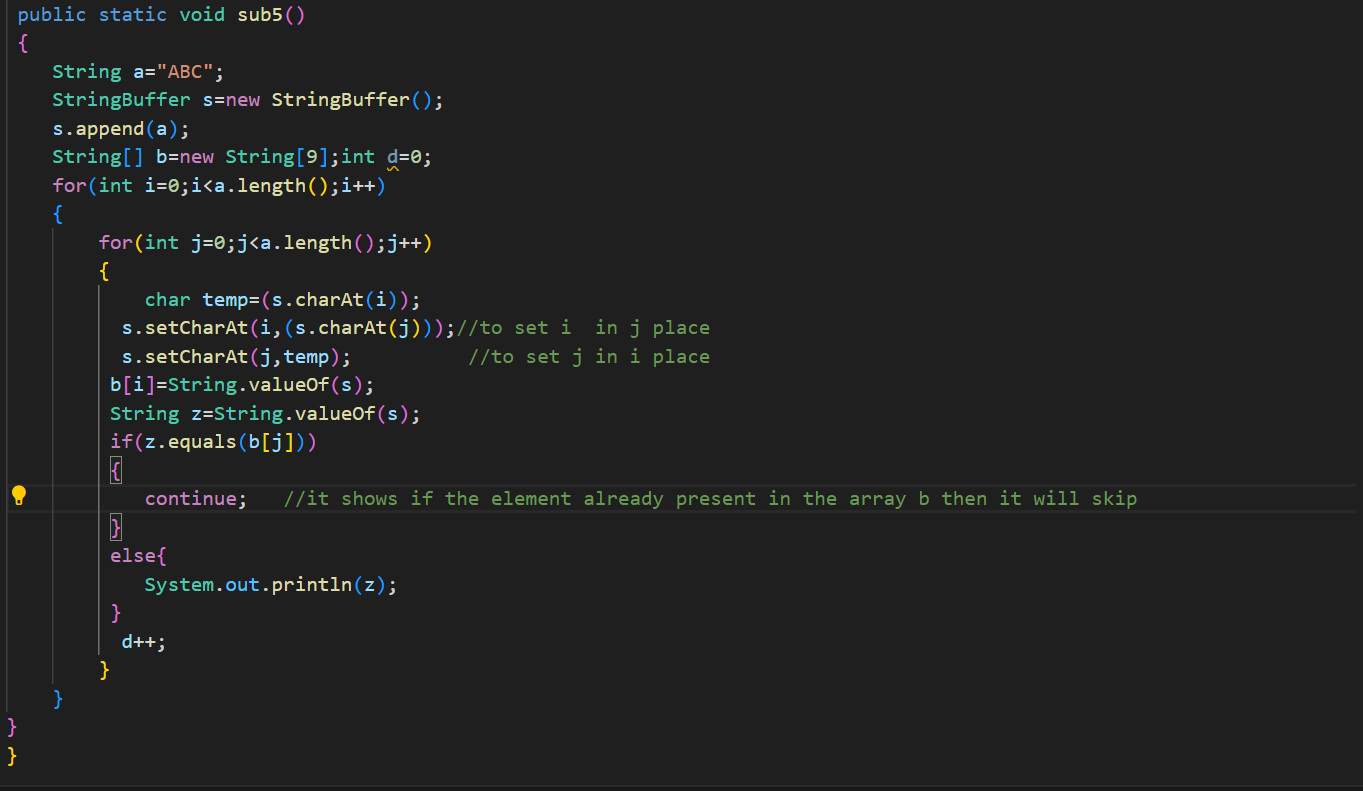 public static void sub5()
{
String a="ABC";
StringBuffer s=new StringBuffer();
s.append(a);
String[] b=new String[9];int d=0;
for(int i=0;i<a.length();i++)
{
for(int j=0;j<a.length();j++)
{
char temp=(s.charAt(i));
s.setCharAt(i,(s.charAt(j)));//to set i  in j place
s.setCharAt(j,temp);          //to set j in i place
b[i]=String.valueOf(s);
String z=String.valueOf(s);
if(z.equals(b[j]))
{
continue;   //it shows if the element already present in the array b then it will skip
}
else{
System.out.println(z);
}
d++;
}
}
}
}